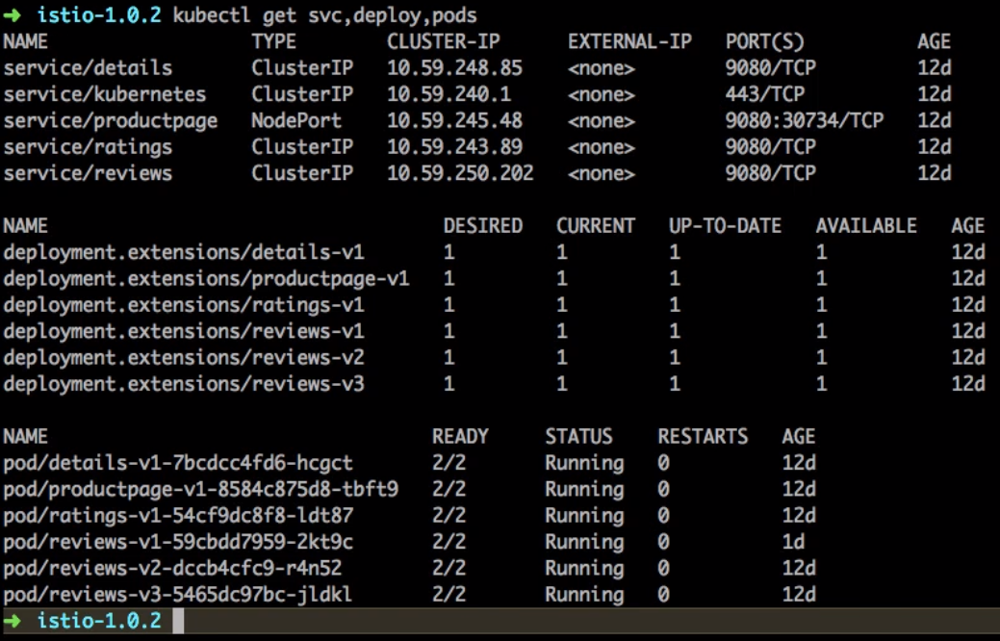 ➜ istio-1.0.2 kubectl get svc,deploy,pods
NAME TYPE CLUSTER-IP EXTERNAL-IP PORT(S) AGE
service/details ClusterIP 10.59.248.85 <none> 9080/TCP 12d
service/kubernetes ClusterIP 10.59.240.1 <none> 443/TCP 12d
service/productpage NodePort 10.59.245.48 <none> 9080:30734/TCP 12d
service/ratings ClusterIP 10.59.243.89 <none> 9080/TCP 12d
service/reviews ClusterIP 10.59.250.202 <none> 9080/TCP 12d
NAME DESIRED CURRENT UP-TO-DATE AVAILABLE AGE
deployment.extensions/details-v1 1 1 1 1 12d
deployment.extensions/productpage-v1 1 1 1 1 12d
deployment.extensions/ratings-v1 1 1 1 1 12d
deployment.extensions/reviews-v1 1 1 1 1 12d
deployment.extensions/reviews-v2 1 1 1 1 12d
deployment.extensions/reviews-v3 1 1 1 1 12d
NAME READY STATUS RESTARTS AGE
pod/details-v1-7bcdcc4fd6-hcgct 2/2 Running 0 12d
pod/productpage-v1-8584c875d8-tbft9 2/2 Running 0 12d
pod/ratings-v1-54cf9dc8f8-ldt87 2/2 Running 0 12d
pod/reviews-v1-59cbdd7959-2kt9c 2/2 Running 0 1d
pod/reviews-v2-dccb4cfc9-r4n52 2/2 Running 0 12d
pod/reviews-v3-5465dc97bc-jldkl 2/2 Running 0 12d
➜ istio-1.0.2